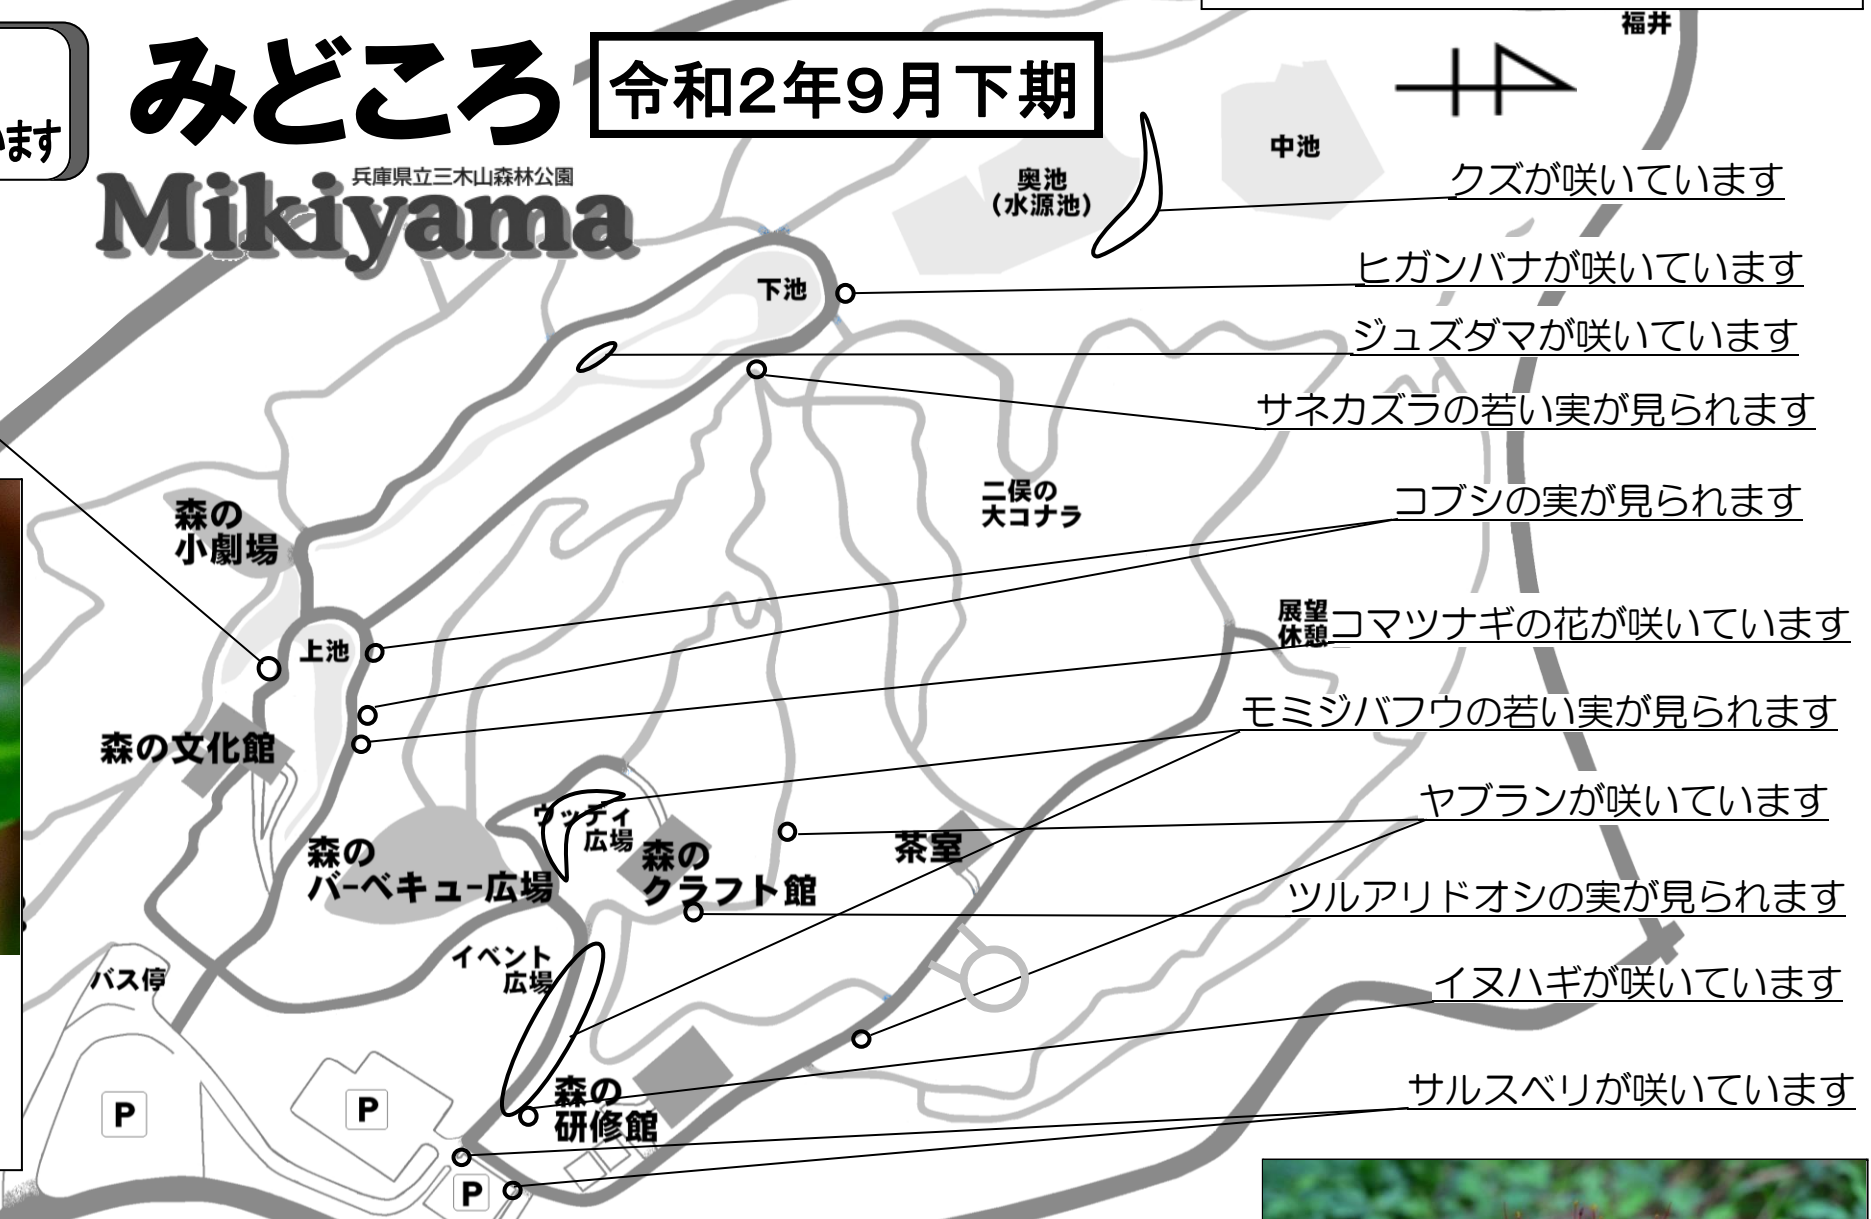 福井
みどころ
令和2年9月下期
います
兵庫県立三木山森林公園
Mikiyama
中池
奥池
(水源池)
クズが咲いています
ヒガンバナが咲いています
下池
ジュズダマが咲いています
サネカズラの若い実が見られます
二俣の
大コナラ
コブシの実が見られます
森の
小劇場
展望
休憩
コマツナギの花が咲いています
上池
モミジバフウの若い実が見られます
森の文化館
ヤブランが咲いています
ウッディ
広場
森の
バーベキュー広場
森の
クラフト館
茶室
ツルアリドオシの実が見られます
イベント
広場
バス停
イヌハギが咲いています
森の
研修館
サルスベリが咲いています
P
P
P